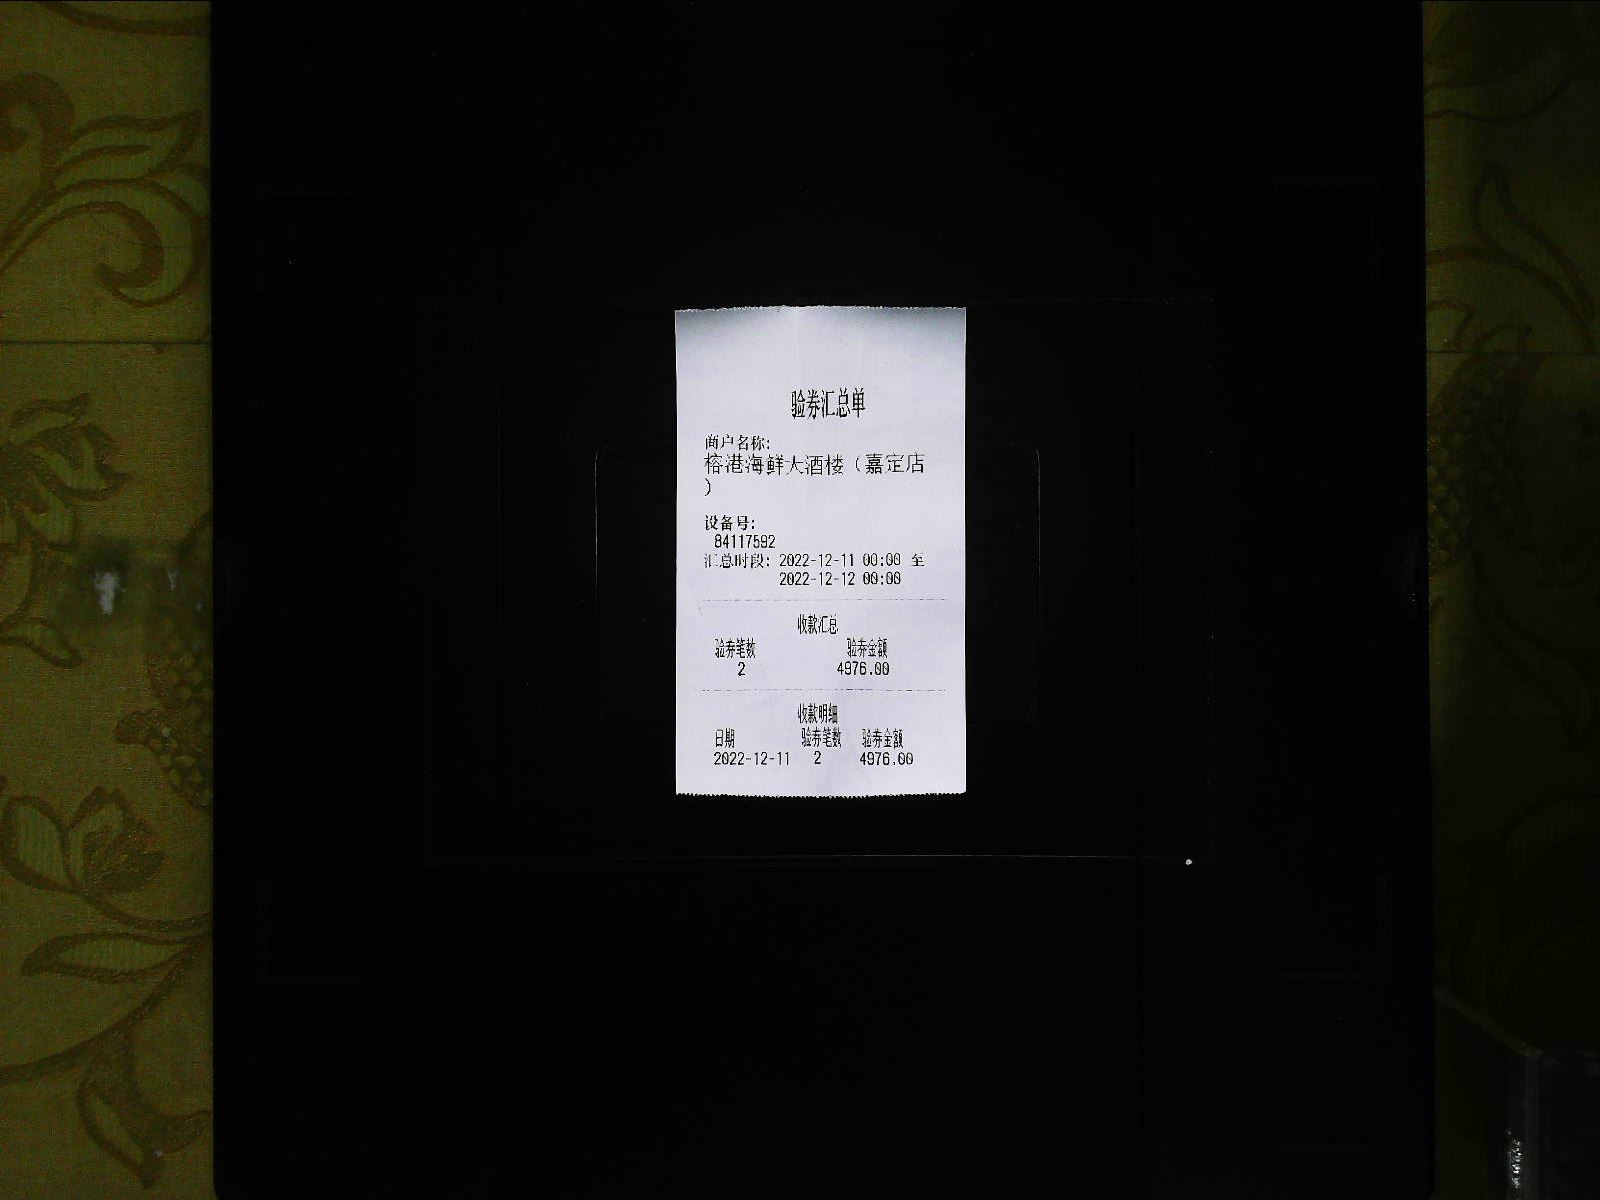 验券汇总单
商户名称:
榕港海鲜大酒楼（嘉定店
）
设备号:
84117592
汇总时段: 2022-12-11 00:00 至
2022-12-12 00:00
收款汇总
验券笔数 验券金额
2 4976.00
收款明细
日期 验券笔数 验券金额
2022-12-11 2 4976.00